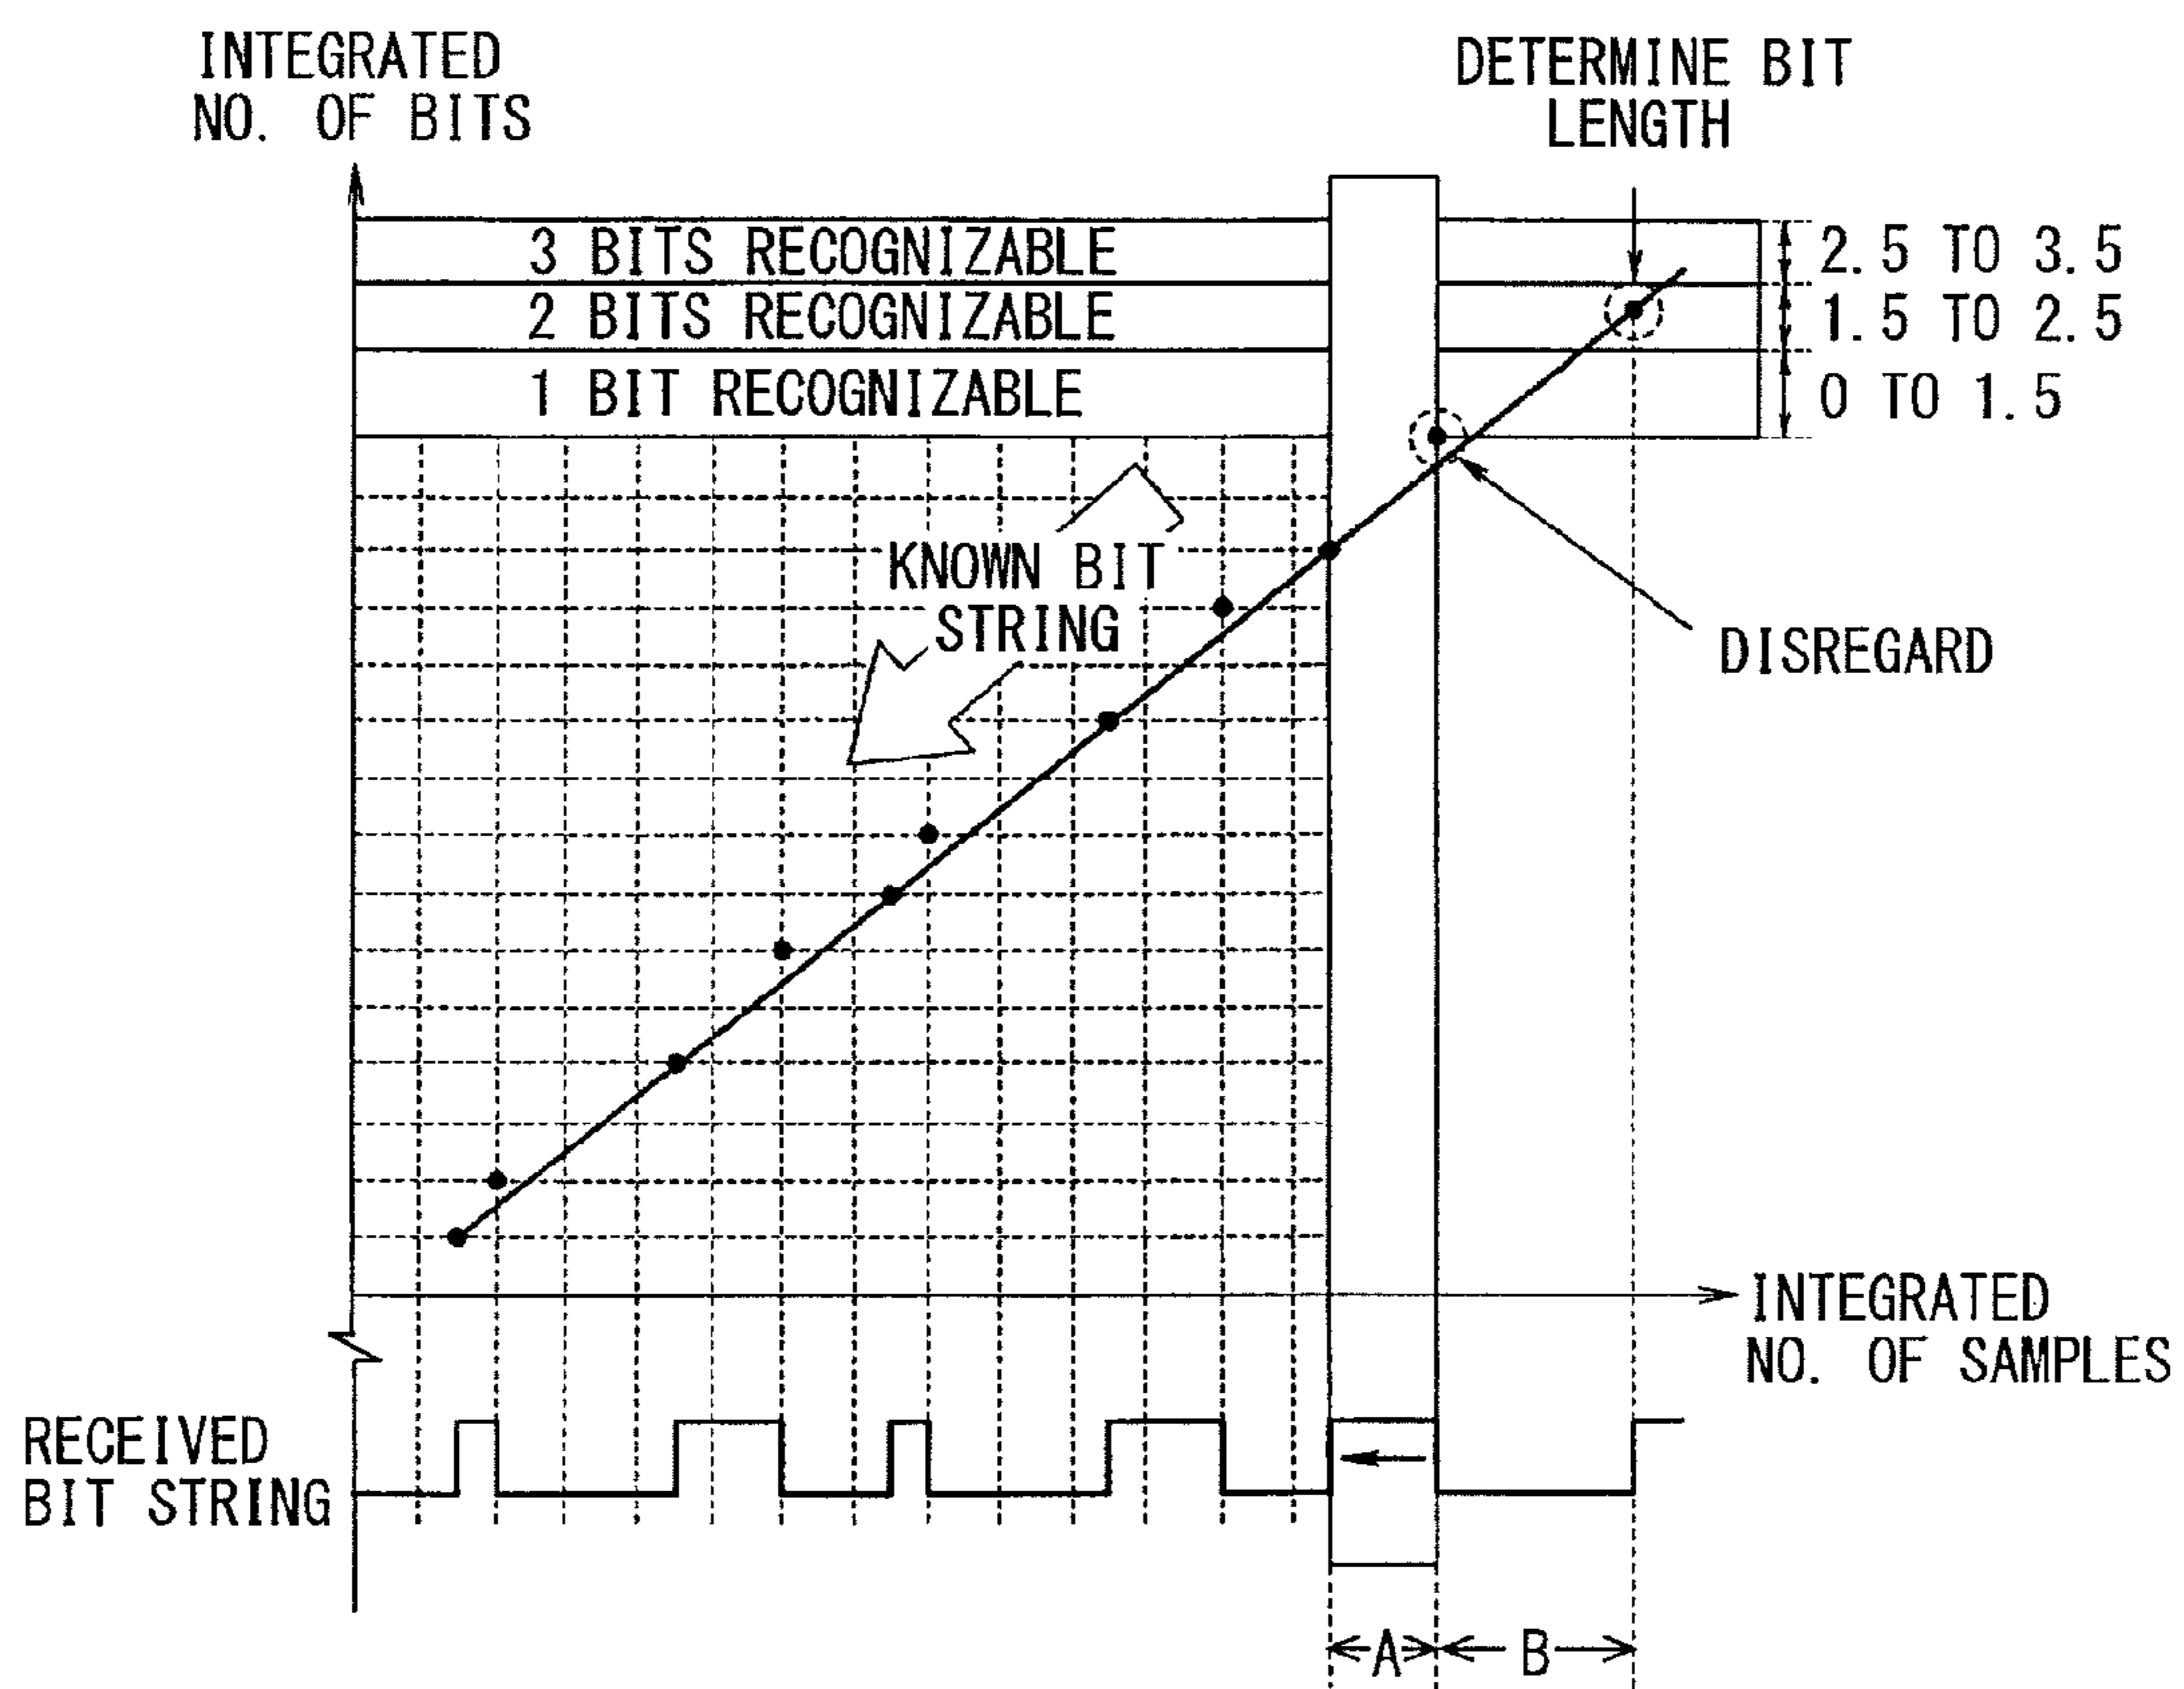 INTEGRATED
NO. OF BITS
DETERMINE BIT
LENGTH
3 BITS RECOGNIZABLE
2.5 TO 3.5
2 BITS RECOGNIZABLE
1.5 TO 2.5
1 BIT RECOGNIZABLE
0 TO 1.5
KNOWN BIT
STRING
DISREGARD
INTEGRATED
NO. OF SAMPLES
RECEIVED
BIT STRING
A
B